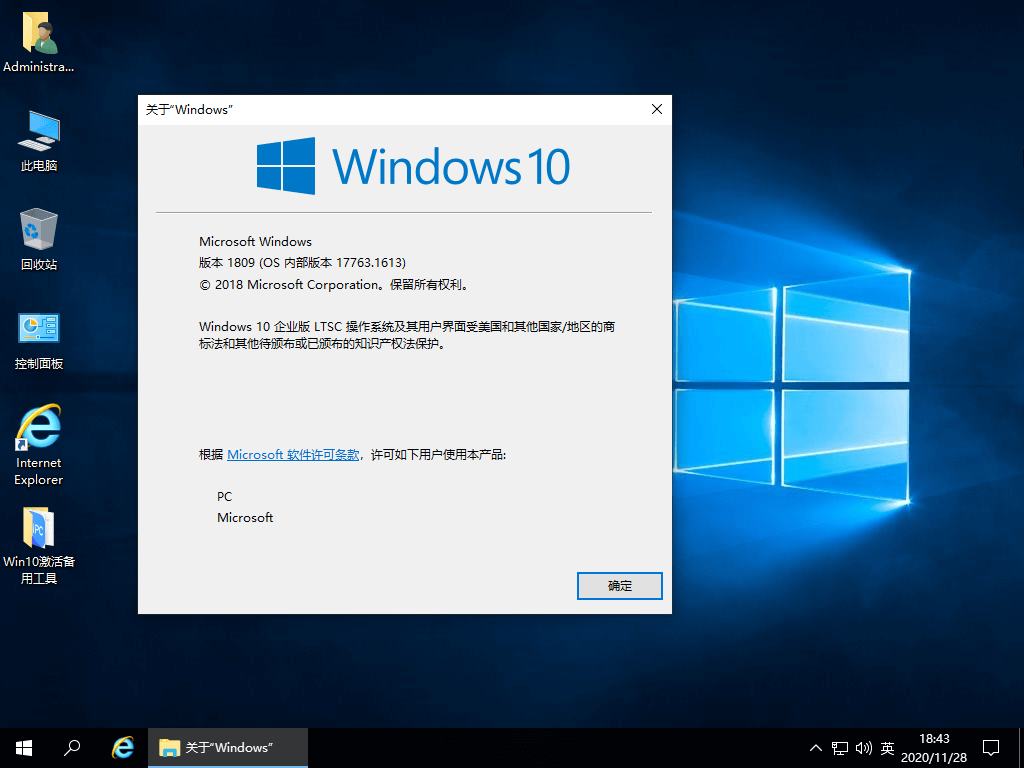 Administra...
此电脑
回收站
控制面板
Internet
Explorer
PC
Win10激活备
用工具
关于“Windows”
Windows 10
Microsoft Windows
版本 1809 (OS 内部版本 17763.1613)
© 2018 Microsoft Corporation。保留所有权利。
Windows 10 企业版 LTSC 操作系统及其用户界面受美国和其他国家/地区的商
标法和其他待颁布或已颁布的知识产权法保护。
根据 Microsoft 软件许可条款，许可如下用户使用本产品:
PC
Microsoft
确定
关于“Windows”
英
18:43
2020/11/28